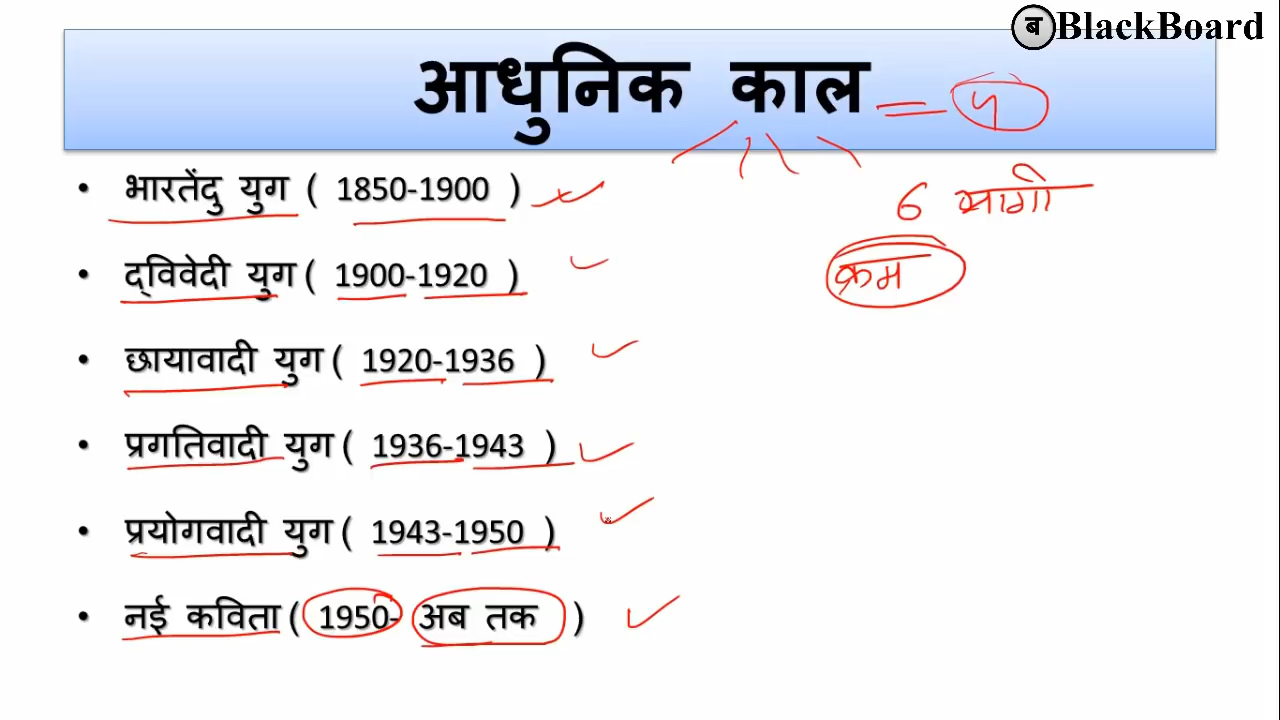 ब BlackBoard
आधुनिक काल = 5
6 भागो
क्रम
• भारतेंदु युग ( 1850-1900 )
• द्विवेदी युग ( 1900-1920 )
• छायावादी युग ( 1920-1936 )
• प्रगतिवादी युग ( 1936-1943 )
• प्रयोगवादी युग ( 1943-1950 )
• नई कविता ( 1950- अब तक )